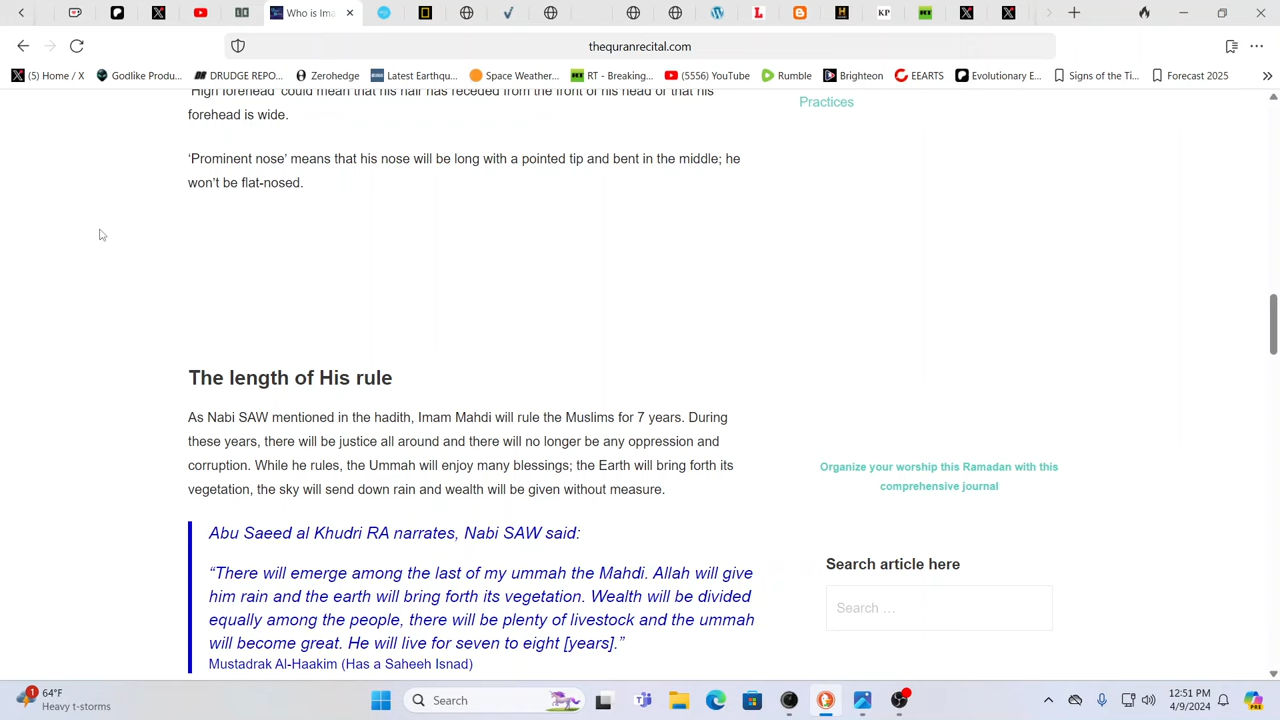 Who is Ima
thequranrecital.com
(5) Home / X
Godlike Produ...
DRUDGE REPO...
Zerohedge
Latest Earthqu...
Space Weather...
RT - Breaking...
(5556) YouTube
Rumble
Brighteon
EEARTS
Evolutionary E...
Signs of the Ti...
Forecast 2025
'High forehead' could mean that his hair has receded from the front of his head or that his
forehead is wide.
‘Prominent nose’ means that his nose will be long with a pointed tip and bent in the middle; he
won’t be flat-nosed.
Practices
The length of His rule
As Nabi SAW mentioned in the hadith, Imam Mahdi will rule the Muslims for 7 years. During
these years, there will be justice all around and there will no longer be any oppression and
corruption. While he rules, the Ummah will enjoy many blessings; the Earth will bring forth its
vegetation, the sky will send down rain and wealth will be given without measure.
Abu Saeed al Khudri RA narrates, Nabi SAW said:
“There will emerge among the last of my ummah the Mahdi. Allah will give
him rain and the earth will bring forth its vegetation. Wealth will be divided
equally among the people, there will be plenty of livestock and the ummah
will become great. He will live for seven to eight [years].”
Mustadrak Al-Haakim (Has a Saheeh Isnad)
Organize your worship this Ramadan with this
comprehensive journal
Search article here
Search …
1
64°F
Heavy t-storms
Search
12:51 PM
4/9/2024
PRE